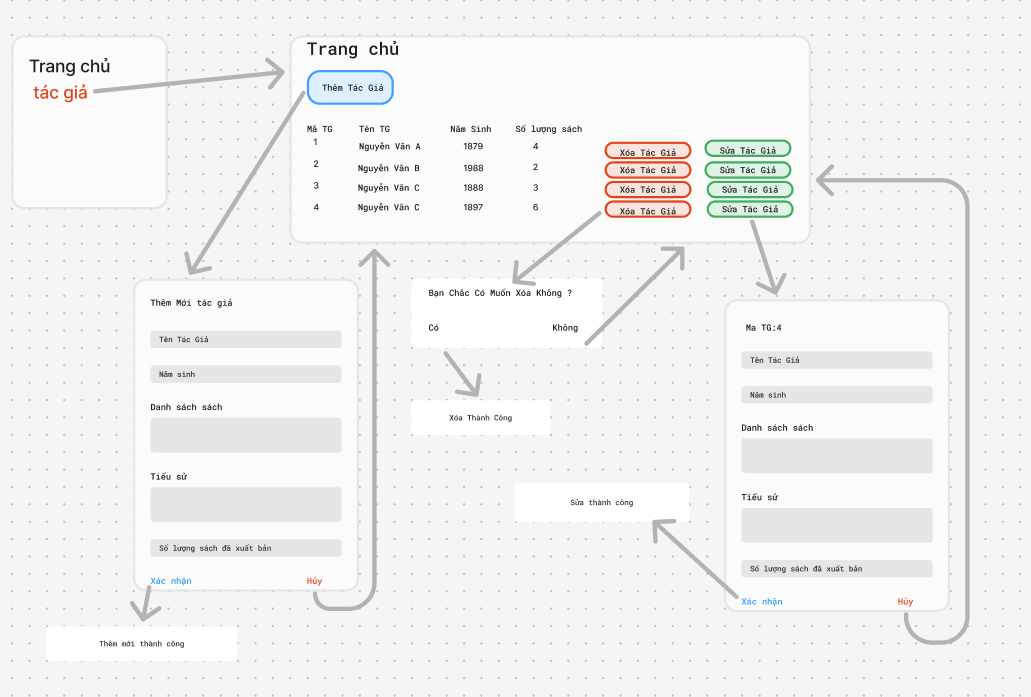 Trang chủ
tác giả
Trang chủ
Thêm Tác Giả
Mã TG Tên TG Năm Sinh Số lượng sách
1 Nguyễn Văn A 1879 4 Xóa Tác Giả Sửa Tác Giả
2 Nguyễn Văn B 1988 2 Xóa Tác Giả Sửa Tác Giả
3 Nguyễn Văn C 1888 3 Xóa Tác Giả Sửa Tác Giả
4 Nguyễn Văn C 1897 6 Xóa Tác Giả Sửa Tác Giả
Thêm Mới tác giả
Tên Tác Giả
Năm sinh
Danh sách sách
Tiểu sử
Số lượng sách đã xuất bản
Xác nhận Hủy
Thêm mới thành công
Bạn Chắc Có Muốn Xóa Không ?
Có Không
Xóa Thành Công
Sửa thành công
Ma TG:4
Tên Tác Giả
Năm sinh
Danh sách sách
Tiểu sử
Số lượng sách đã xuất bản
Xác nhận Hủy